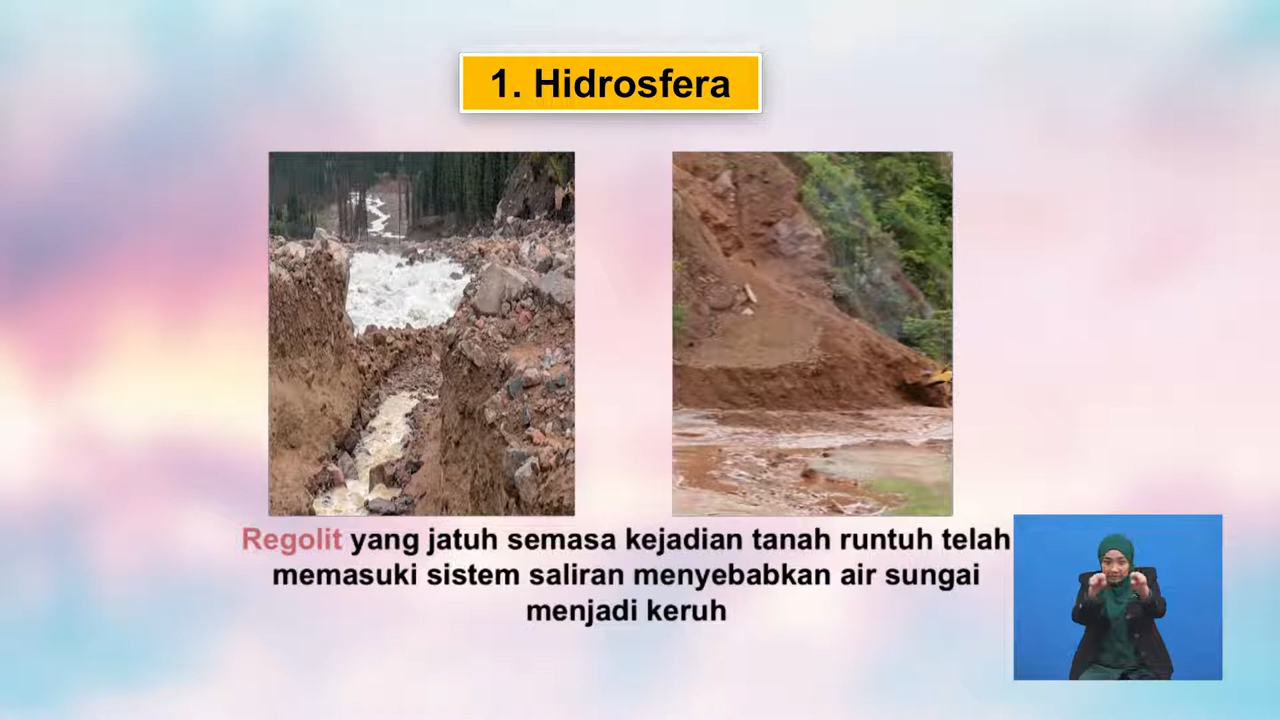 1. Hidrosfera
Regolit yang jatuh semasa kejadian tanah runtuh telah
memasuki sistem saliran menyebabkan air sungai
menjadi keruh